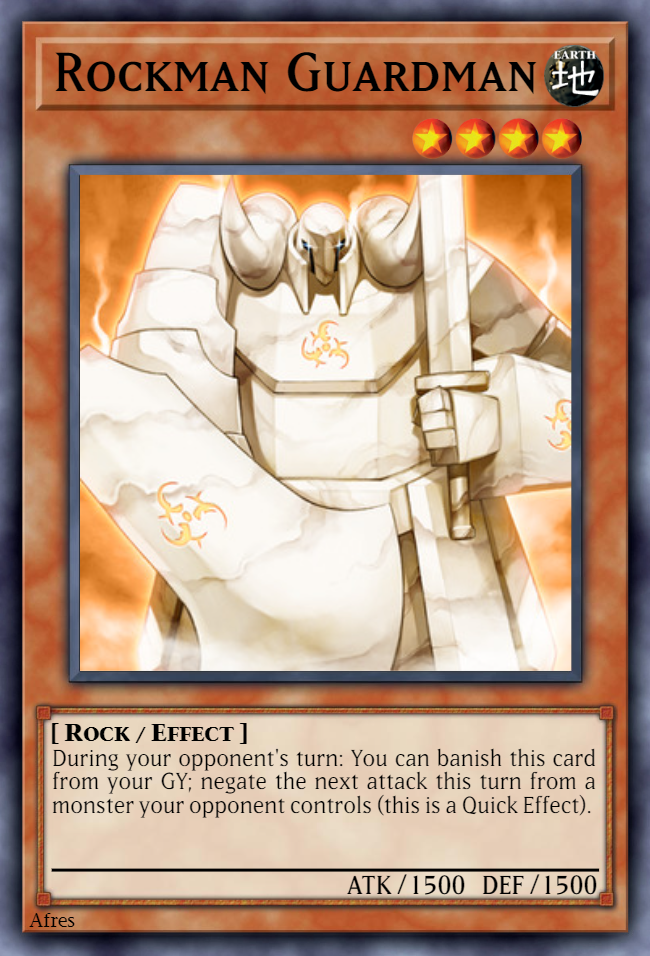 Rockman Guardman
EARTH
地
[ Rock / Effect ]
During your opponent's turn: You can banish this card
from your GY; negate the next attack this turn from a
monster your opponent controls (this is a Quick Effect).
ATK / 1500 DEF / 1500
Afres